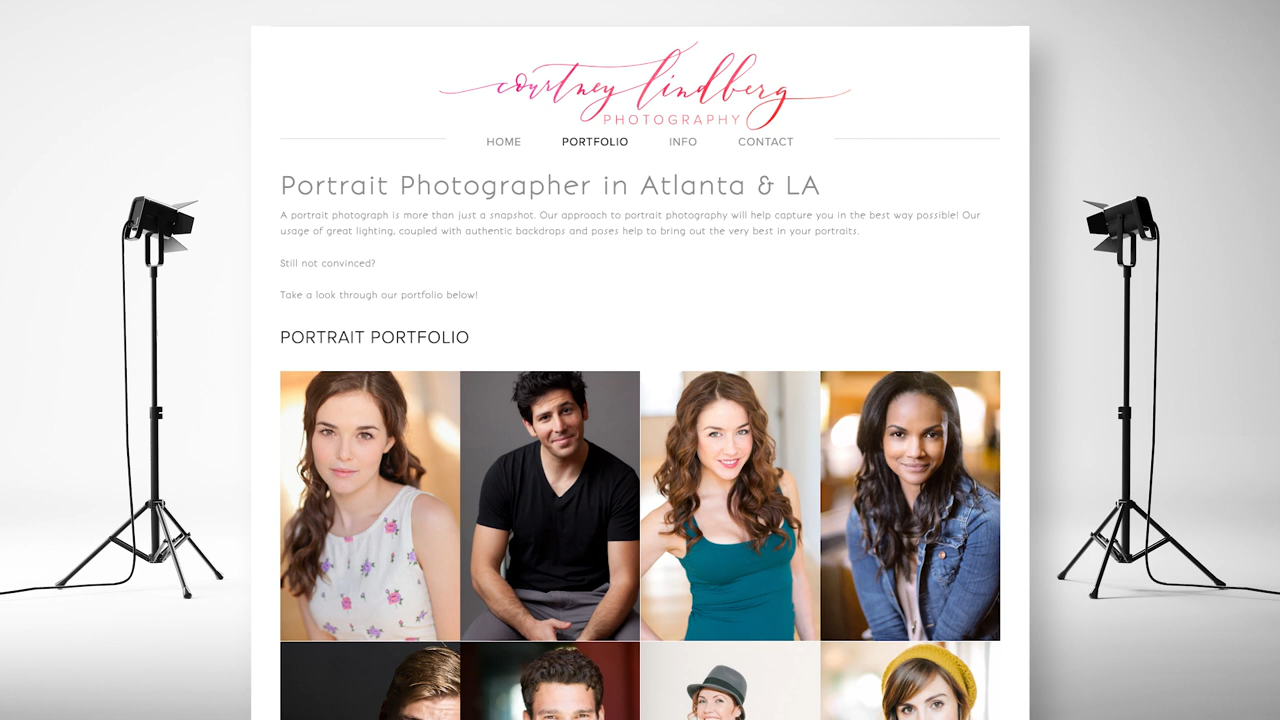 courtney lindberg
PHOTOGRAPHY
HOME PORTFOLIO INFO CONTACT
Portrait Photographer in Atlanta & LA
A portrait photograph is more than just a snapshot. Our approach to portrait photography will help capture you in the best way possible! Our
usage of great lighting, coupled with authentic backdrops and poses help to bring out the very best in your portraits.
Still not convinced?
Take a look through our portfolio below!
PORTRAIT PORTFOLIO